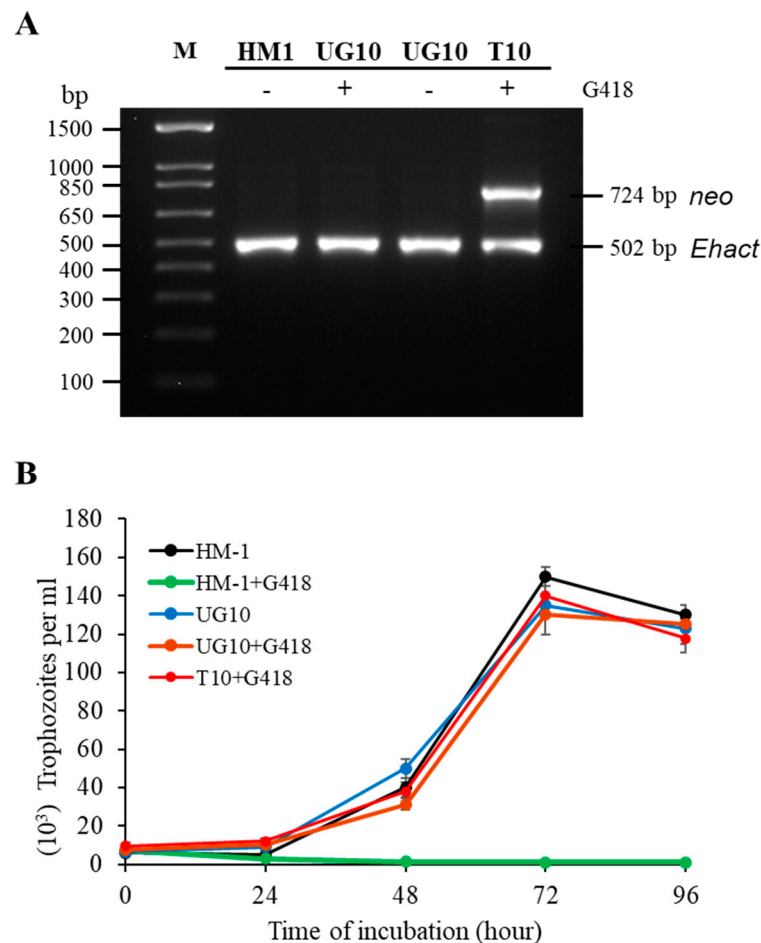 A
M HM1 UG10 UG10 T10
bp - + - + G418
1500
1000
850
724 bp neo
650
500
502 bp Ehact
400
300
200
100
B
(10³) Trophozoites per ml
180
160
140
120
100
80
60
40
20
0
HM-1
HM-1+G418
UG10
UG10+G418
T10+G418
0 24 48 72 96
Time of incubation (hour)